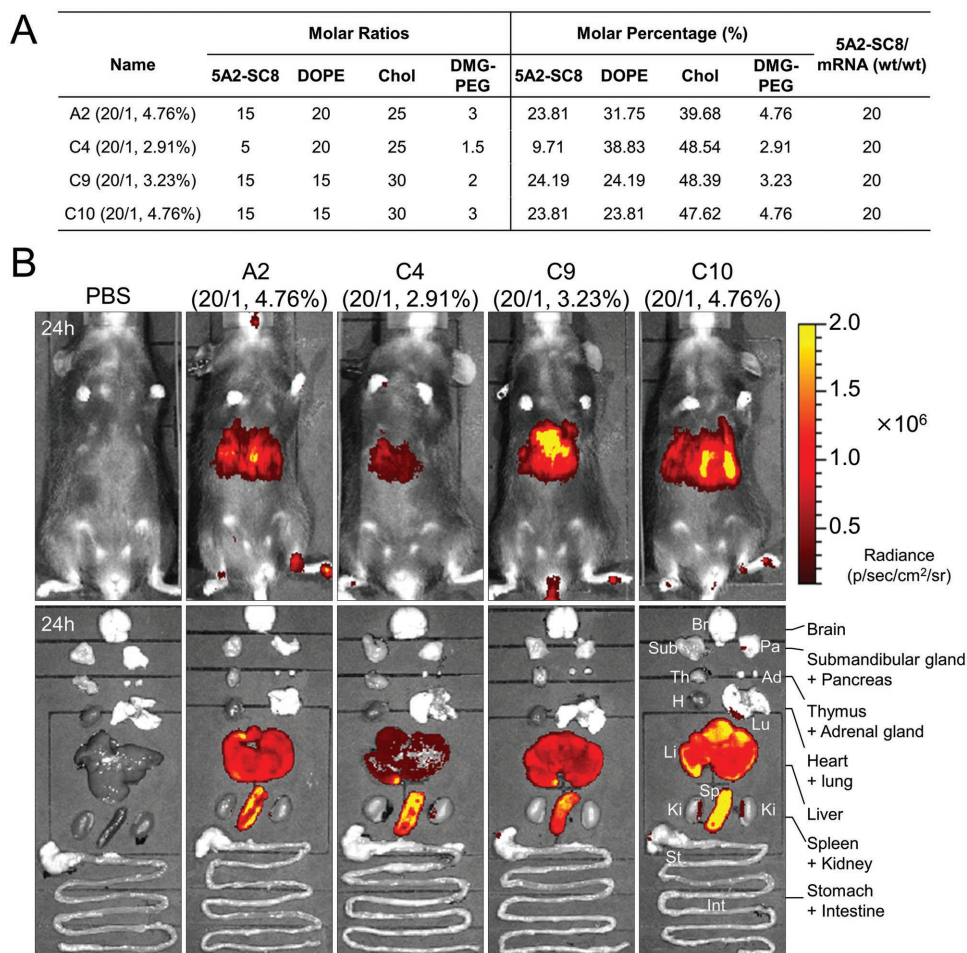 A
Name
Molar Ratios
Molar Percentage (%)
5A2-SC8/
mRNA (wt/wt)
5A2-SC8 DOPE Chol DMG-
PEG
5A2-SC8 DOPE Chol DMG-
PEG
A2 (20/1, 4.76%) 15 20 25 3 23.81 31.75 39.68 4.76 20
C4 (20/1, 2.91%) 5 20 25 1.5 9.71 38.83 48.54 2.91 20
C9 (20/1, 3.23%) 15 15 30 2 24.19 24.19 48.39 3.23 20
C10 (20/1, 4.76%) 15 15 30 3 23.81 23.81 47.62 4.76 20
B
PBS
A2
(20/1, 4.76%)
C4
(20/1, 2.91%)
C9
(20/1, 3.23%)
C10
(20/1, 4.76%)
24h
2.0
1.5
×10⁶
1.0
0.5
Radiance
(p/sec/cm²/sr)
24h
Br
Sub
Pa
Th
Ad
H
Lu
Li
Sp
Ki
Ki
St
Int
Brain
Submandibular gland
+ Pancreas
Thymus
+ Adrenal gland
Heart
+ lung
Liver
Spleen
+ Kidney
Stomach
+ Intestine